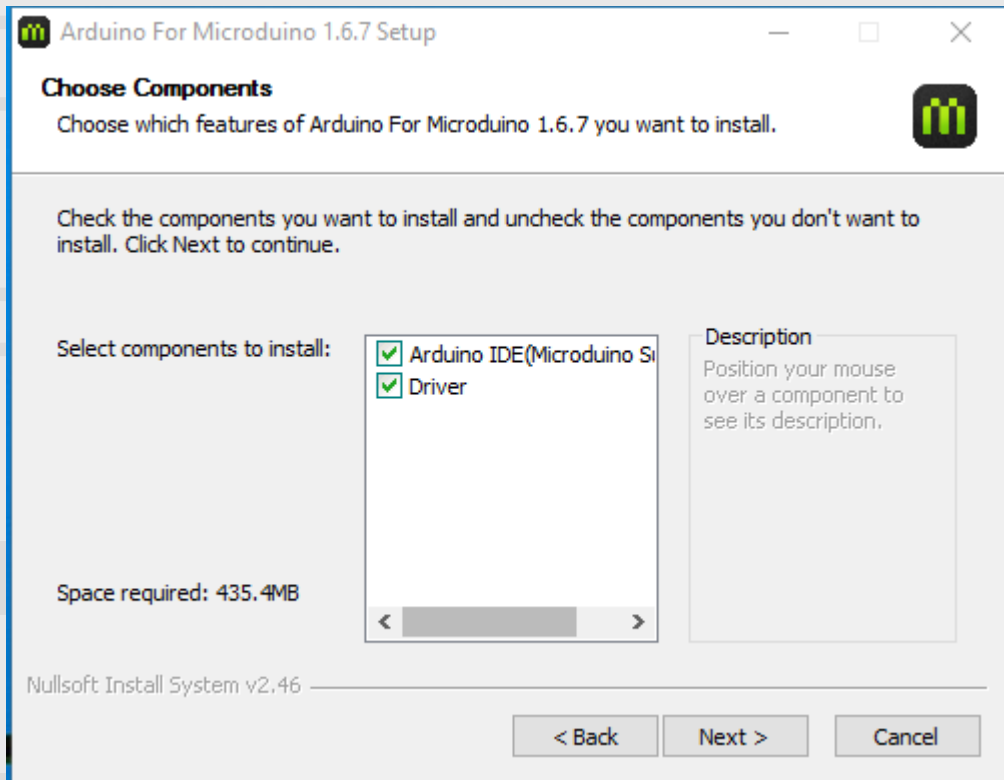 Arduino For Microduino 1.6.7 Setup
Choose Components
Choose which features of Arduino For Microduino 1.6.7 you want to install.
Check the components you want to install and uncheck the components you don't want to
install. Click Next to continue.
Select components to install:
Arduino IDE(Microduino
Driver
Description
Position your mouse
over a component to
see its description.
Space required: 435.4MB
Nullsoft Install System v2.46
< Back
Next >
Cancel